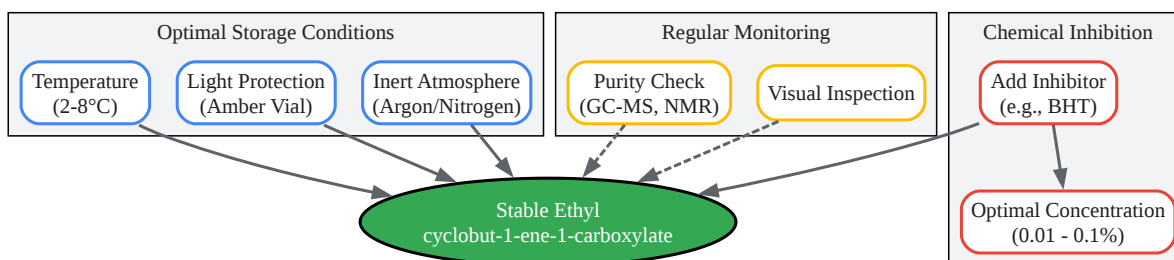 Optimal Storage Conditions
Temperature
(2-8°C)
Light Protection
(Amber Vial)
Inert Atmosphere
(Argon/Nitrogen)
Regular Monitoring
Purity Check
(GC-MS, NMR)
Visual Inspection
Chemical Inhibition
Add Inhibitor
(e.g., BHT)
Optimal Concentration
(0.01 - 0.1%)
Stable Ethyl
cyclobut-1-ene-1-carboxylate